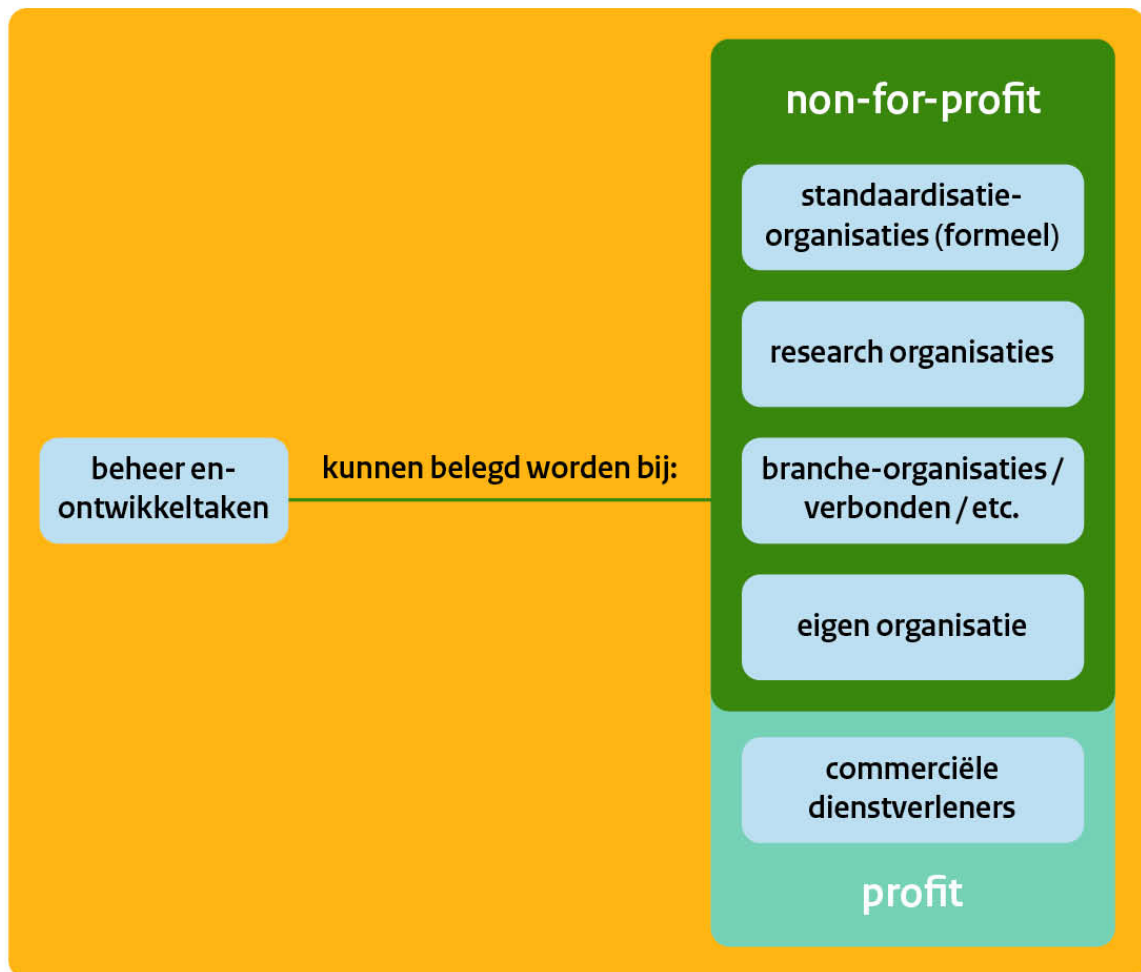 non-for-profit
standaardisatie-
organisaties (formeel)
research organisaties
beheer en-
ontwikkeltaken
kunnen belegd worden bij:
branche-organisaties /
verbonden / etc.
eigen organisatie
commerciële
dienstverleners
profit